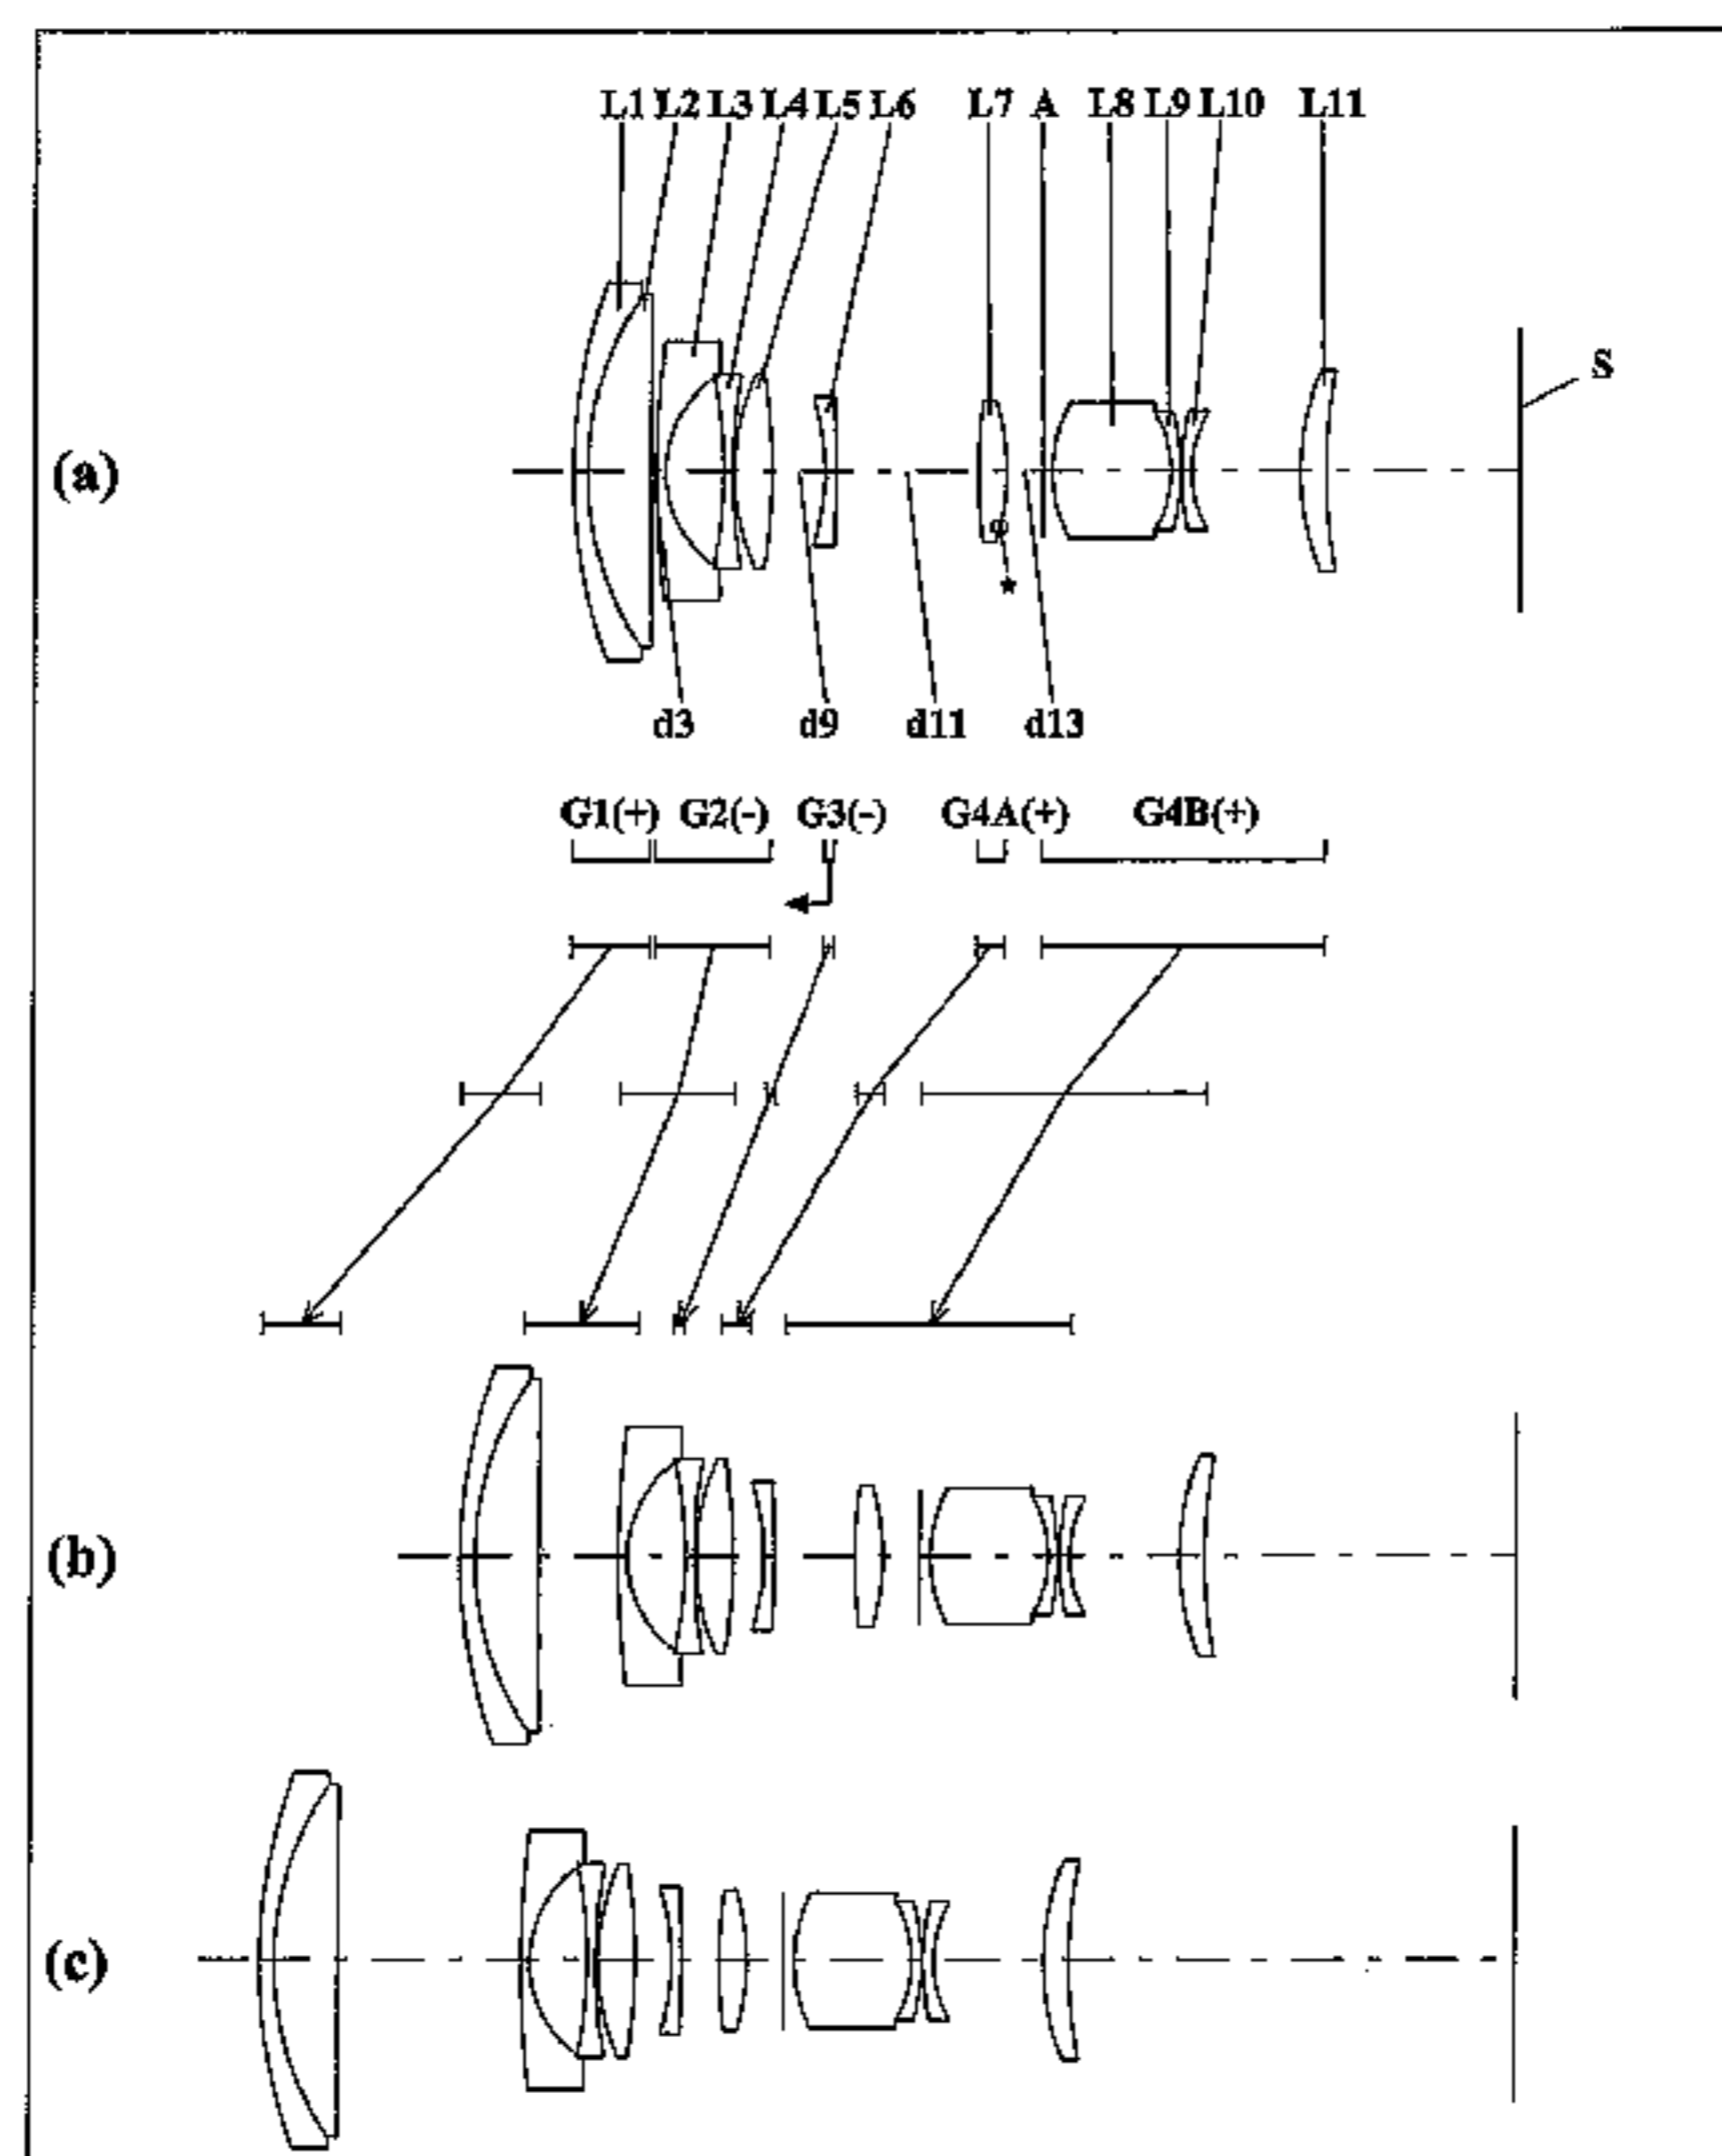 L1 L2 L3 L4 L5 L6 L7 A L8 L9 L10 L11
S
(a)
★
d3 d9 d11 d13
G1(+) G2(-) G3(-) G4A(+) G4B(+)
(b)
(c)